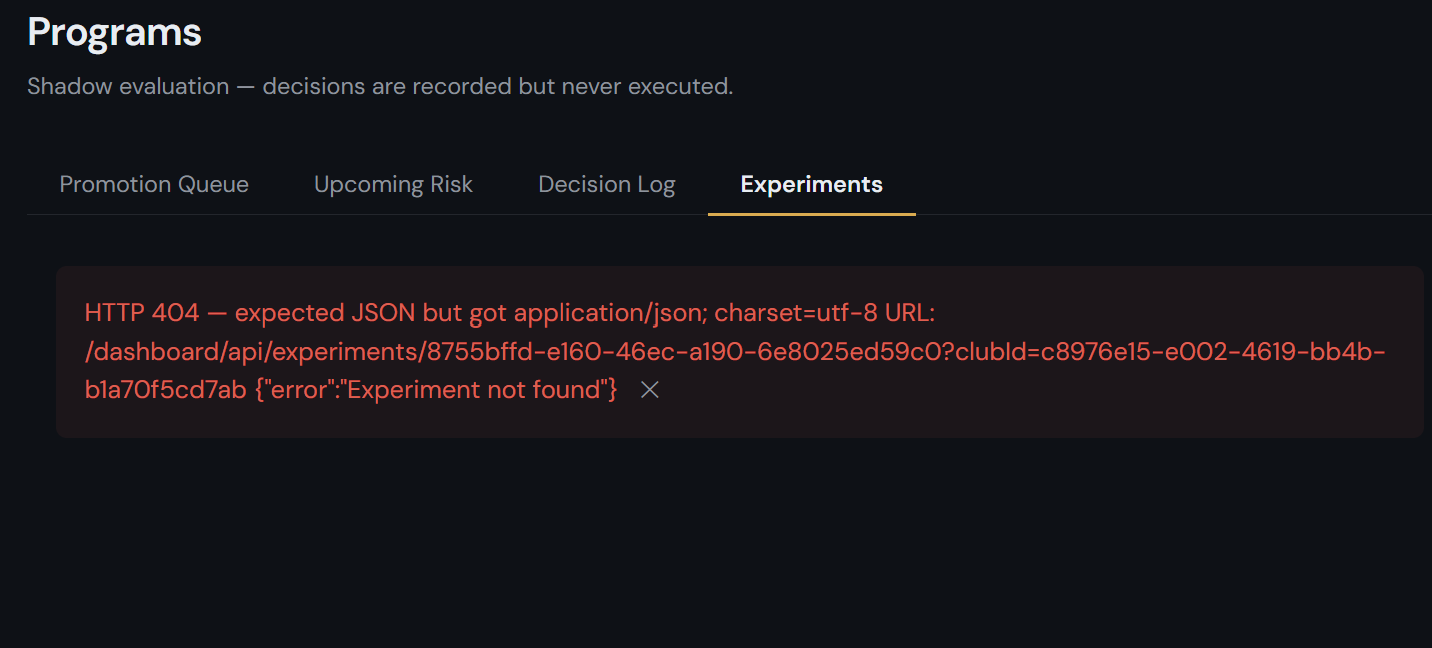 Programs
Shadow evaluation — decisions are recorded but never executed.
Promotion Queue Upcoming Risk Decision Log Experiments
HTTP 404 — expected JSON but got application/json; charset=utf-8 URL:
/dashboard/api/experiments/8755bffd-e160-46ec-a190-6e8025ed59c0?clubId=c8976e15-e002-4619-bb4b-
b1a70f5cd7ab {"error":"Experiment not found"} ×